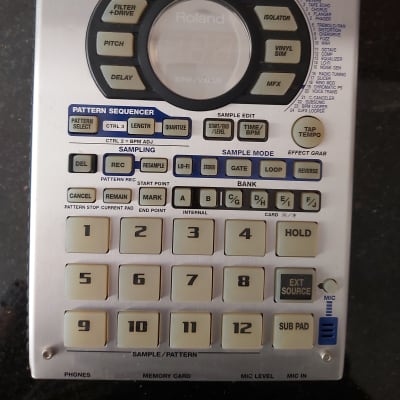 Roland
FILTER +DRIVE
PITCH
DELAY
ISOLATOR
VINYL SIM
MFX
PATTERN SEQUENCER
PATTERN SELECT
CTRL 3
LENGTH
QUANTIZE
CTRL 3 = BPM ADJ
SAMPLE EDIT
START/END /LEVEL
TIME/ BPM
TAP TEMPO
EFFECT GRAB
SAMPLING
DEL
REC
RESAMPLE
PATTERN REC
SAMPLE MODE
LO-FI
GATE
LOOP
REVERSE
START POINT
BANK
CANCEL
REMAIN
MARK
A
B
C/G
D/H
E/I
F/J
PATTERN STOP
CURRENT PAD
END POINT
INTERNAL
CARD
1
2
3
4
HOLD
5
6
7
8
EXT SOURCE
MIC
9
10
11
12
SUB PAD
SAMPLE/PATTERN
PHONES
MEMORY CARD
MIC LEVEL
MIC IN